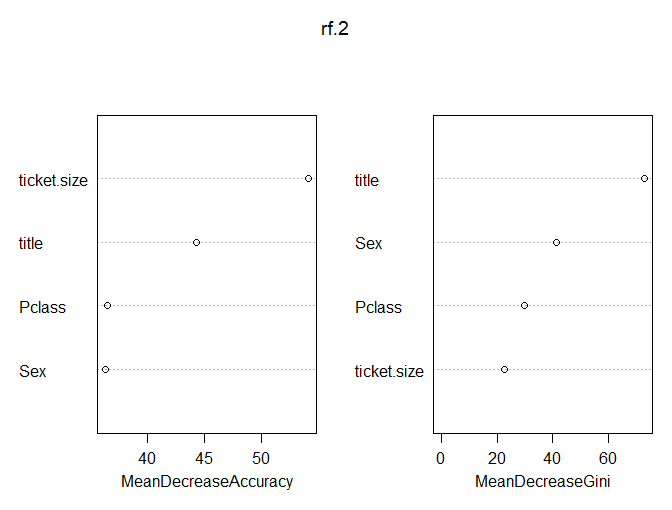 rf.2
ticket.size
title
Pclass
Sex
40 45 50
MeanDecreaseAccuracy
title
Sex
Pclass
ticket.size
0 20 40 60
MeanDecreaseGini